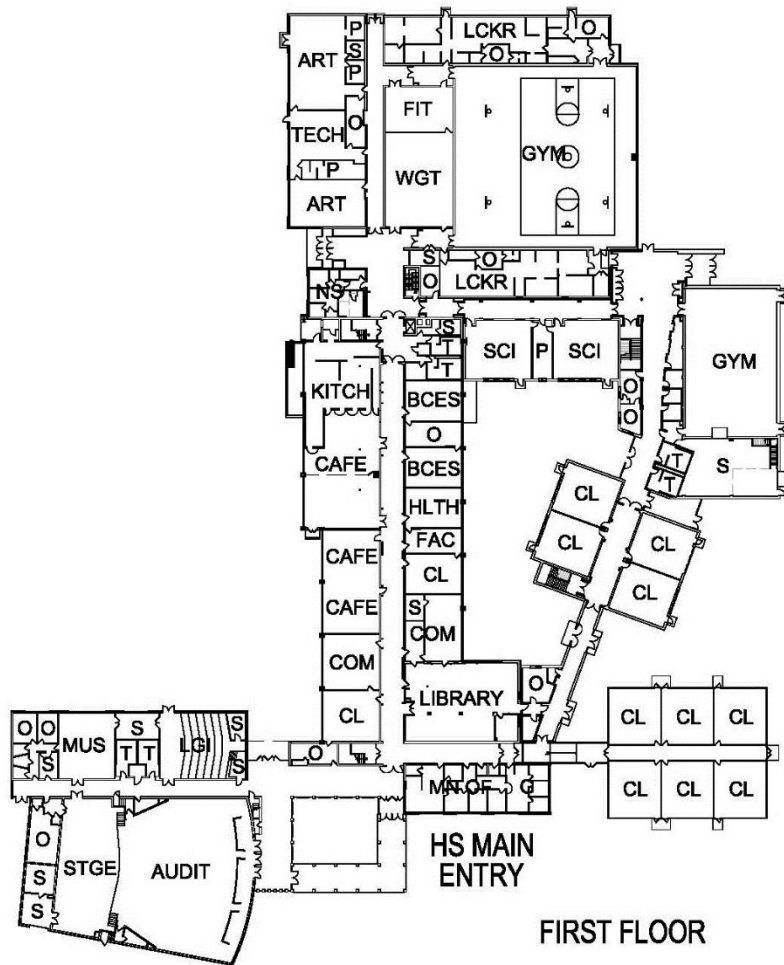 P
LCKR
O
S
ART
O
P
FIT
O
TECH
GYM
P
WGT
ART
S
O
NS
O
LCKR
S
T
SCI
P
SCI
GYM
T
KITCH
O
BCES
O
O
CAFE
BCES
T
S
T
CL
HLTH
FAC
CL
CL
CAFE
CL
CL
CAFE
S
COM
COM
O
LIBRARY
CL
CL
CL
CL
O
O
S
S
MUS
T
T
LGI
S
S
O
CL
CL
CL
MN OF
G
O
STGE
AUDIT
S
S
HS MAIN
ENTRY
FIRST FLOOR